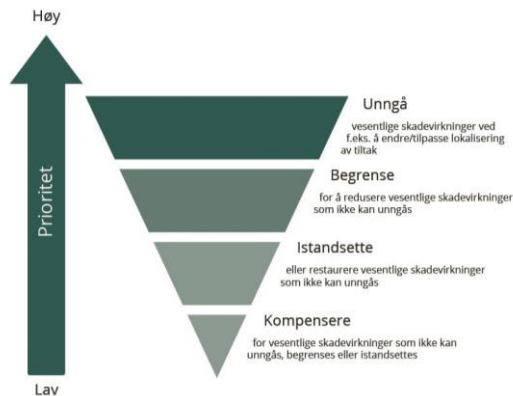 Høy
Prioritet
Lav
Unngå
vesentlige skadevirkninger ved
f.eks. å endre/tilpasse lokalisering
av tiltak
Begrense
for å redusere vesentlige skadevirkninger
som ikke kan unngås
Istandsette
eller restaurere vesentlige skadevirkninger
som ikke kan unngås
Kompensere
for vesentlige skadevirkninger som ikke kan
unngås, begrenses eller istandsettes